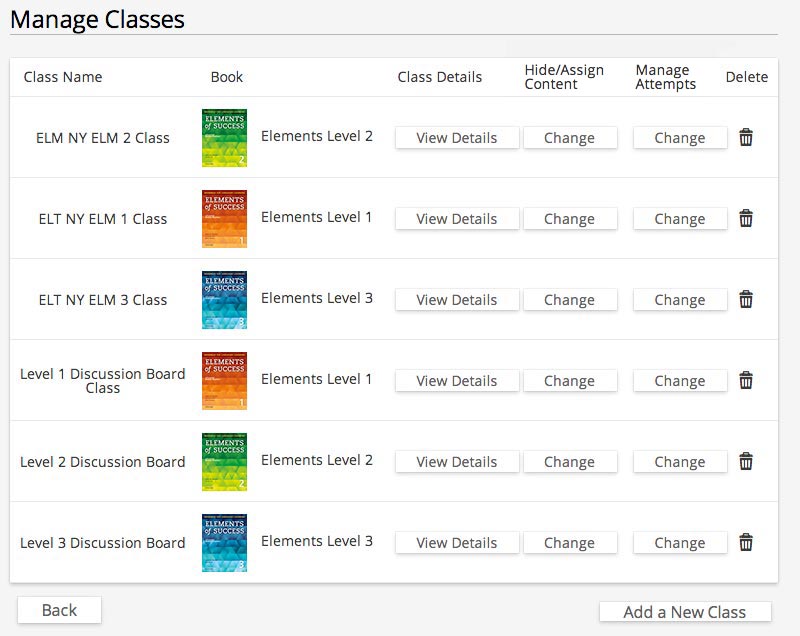 Manage Classes
Class Name Book Class Details Hide/Assign Content Manage Attempts Delete
ELM NY ELM 2 Class ELEMENTS of SUCCESS 2 Elements Level 2 View Details Change Change
ELT NY ELM 1 Class ELEMENTS of SUCCESS 1 Elements Level 1 View Details Change Change
ELT NY ELM 3 Class ELEMENTS of SUCCESS 3 Elements Level 3 View Details Change Change
Level 1 Discussion Board Class ELEMENTS of SUCCESS 1 Elements Level 1 View Details Change Change
Level 2 Discussion Board ELEMENTS of SUCCESS 2 Elements Level 2 View Details Change Change
Level 3 Discussion Board ELEMENTS of SUCCESS 3 Elements Level 3 View Details Change Change
Back Add a New Class